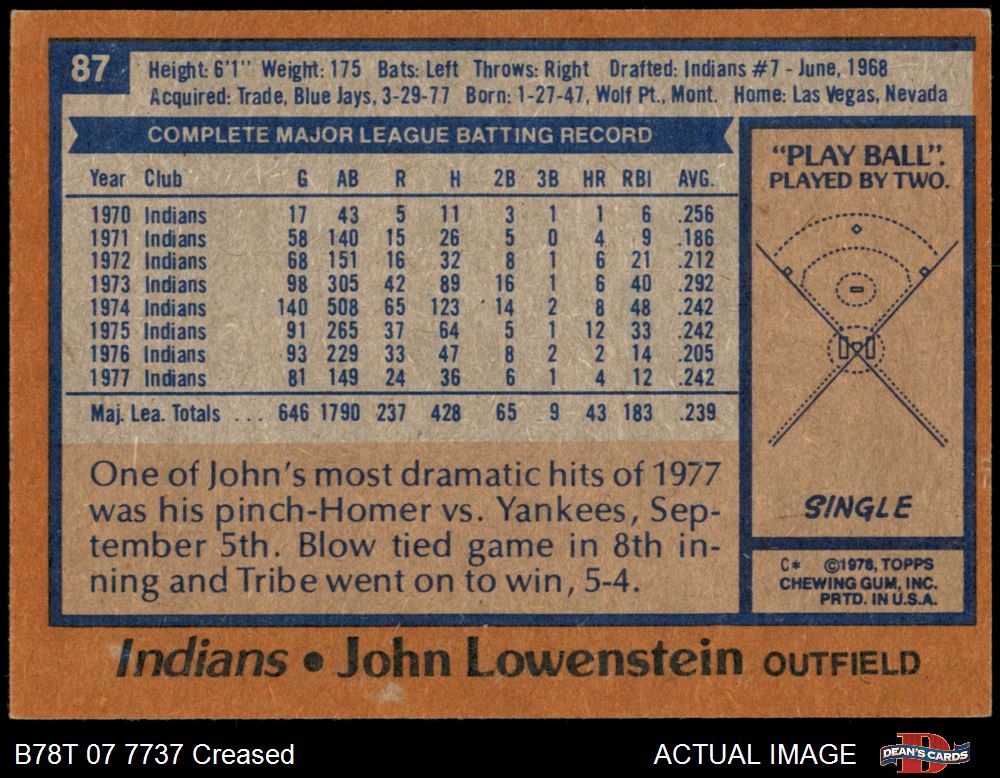 87
Height: 6'1" Weight: 175 Bats: Left Throws: Right Drafted: Indians #7 - June, 1968
Acquired: Trade, Blue Jays, 3-29-77 Born: 1-27-47, Wolf Pt., Mont. Home: Las Vegas, Nevada
COMPLETE MAJOR LEAGUE BATTING RECORD
Year Club G AB R H 2B 3B HR RBI AVG.
1970 Indians 17 43 5 11 3 1 1 6 .256
1971 Indians 58 140 15 26 5 0 4 9 .186
1972 Indians 68 151 16 32 8 1 6 21 .212
1973 Indians 98 305 42 89 16 1 6 40 .292
1974 Indians 140 508 65 123 14 2 8 48 .242
1975 Indians 91 265 37 64 5 1 12 33 .242
1976 Indians 93 229 33 47 8 2 2 14 .205
1977 Indians 81 149 24 36 6 1 4 12 .242
Maj. Lea. Totals ... 646 1790 237 428 65 9 43 183 .239
One of John's most dramatic hits of 1977
was his pinch-Homer vs. Yankees, Sep-
tember 5th. Blow tied game in 8th in-
ning and Tribe went on to win, 5-4.
"PLAY BALL".
PLAYED BY TWO.
SINGLE
C* ©1978, TOPPS
CHEWING GUM, INC.
PRTD. IN U.S.A.
Indians • John Lowenstein OUTFIELD
B78T 07 7737 Creased
ACTUAL IMAGE
DEAN'S CARDS